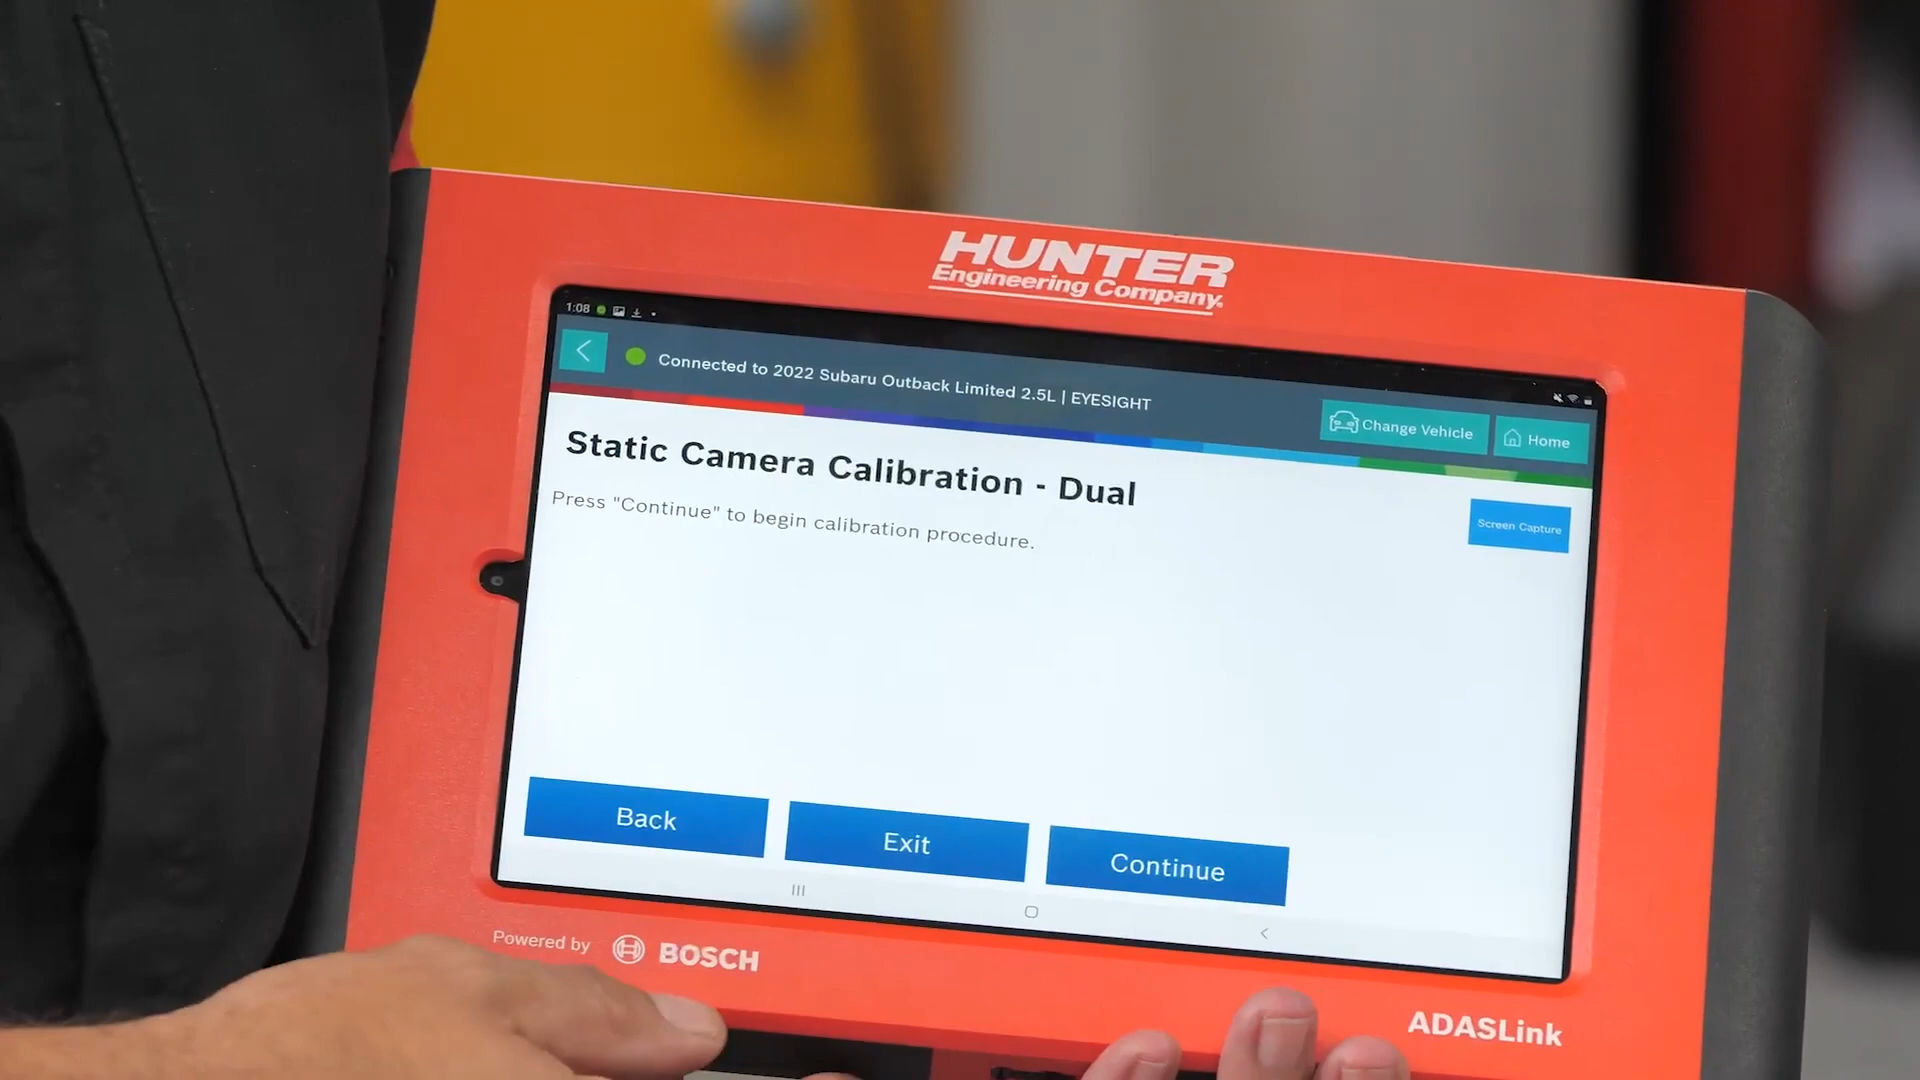 HUNTER
Engineering Company.
1:08
Connected to 2022 Subaru Outback Limited 2.5L | EYESIGHT
Change Vehicle
Home
Static Camera Calibration - Dual
Press "Continue" to begin calibration procedure.
Screen Capture
Back
Exit
Continue
Powered by BOSCH
ADASLink